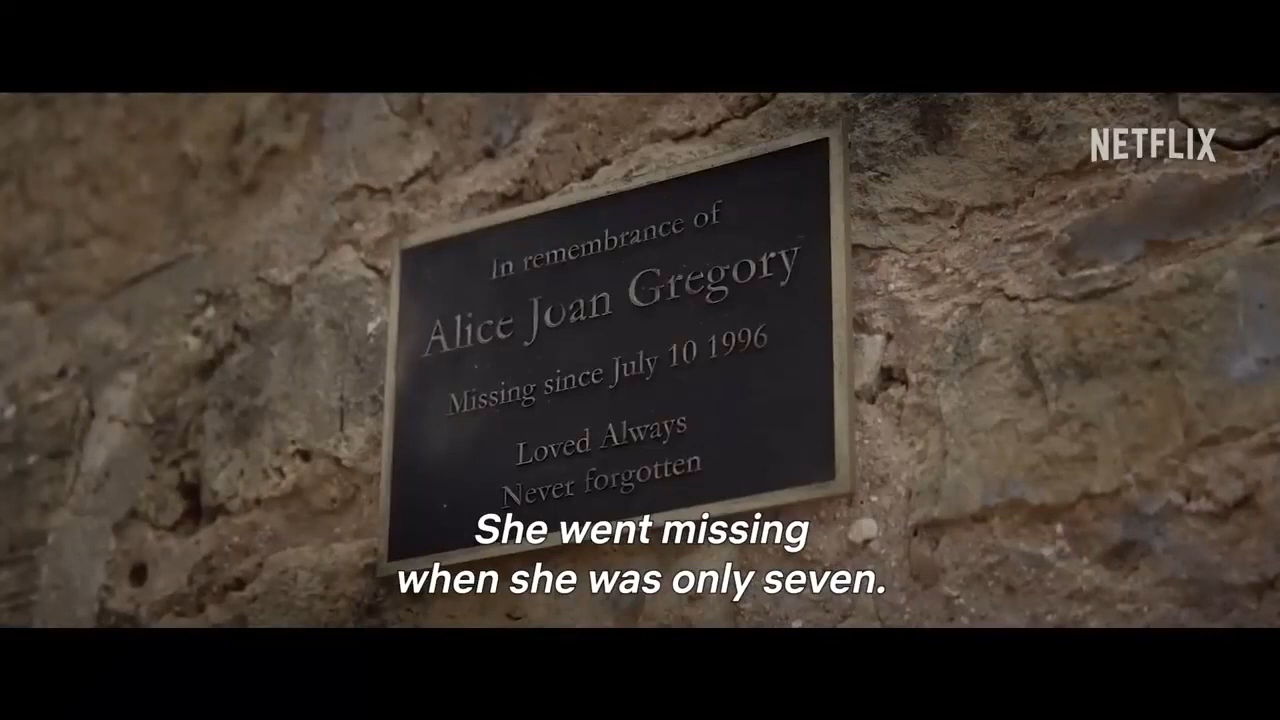 NETFLIX
In remembrance of
Alice Joan Gregory
Missing since July 10 1996
Loved Always
Never forgotten
She went missing
when she was only seven.